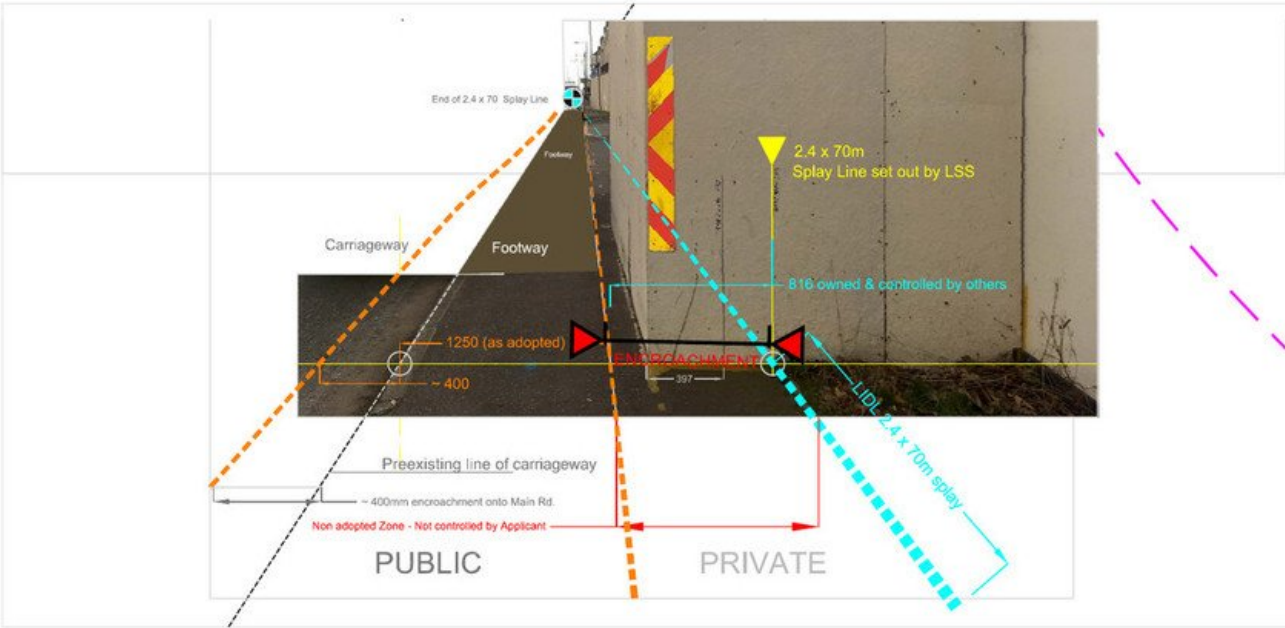 End of 2.4 x 70 Splay Line
Footway
2.4 x 70m
Splay Line set out by LSS
Carriageway
Footway
816 owned & controlled by others
1250 (as adopted)
ENCROACHMENT
397
~ 400
LIDL 2.4 x 70m splay
Preexisting line of carriageway
~ 400mm encroachment onto Main Rd.
Non adopted Zone - Not controlled by Applicant
PUBLIC
PRIVATE